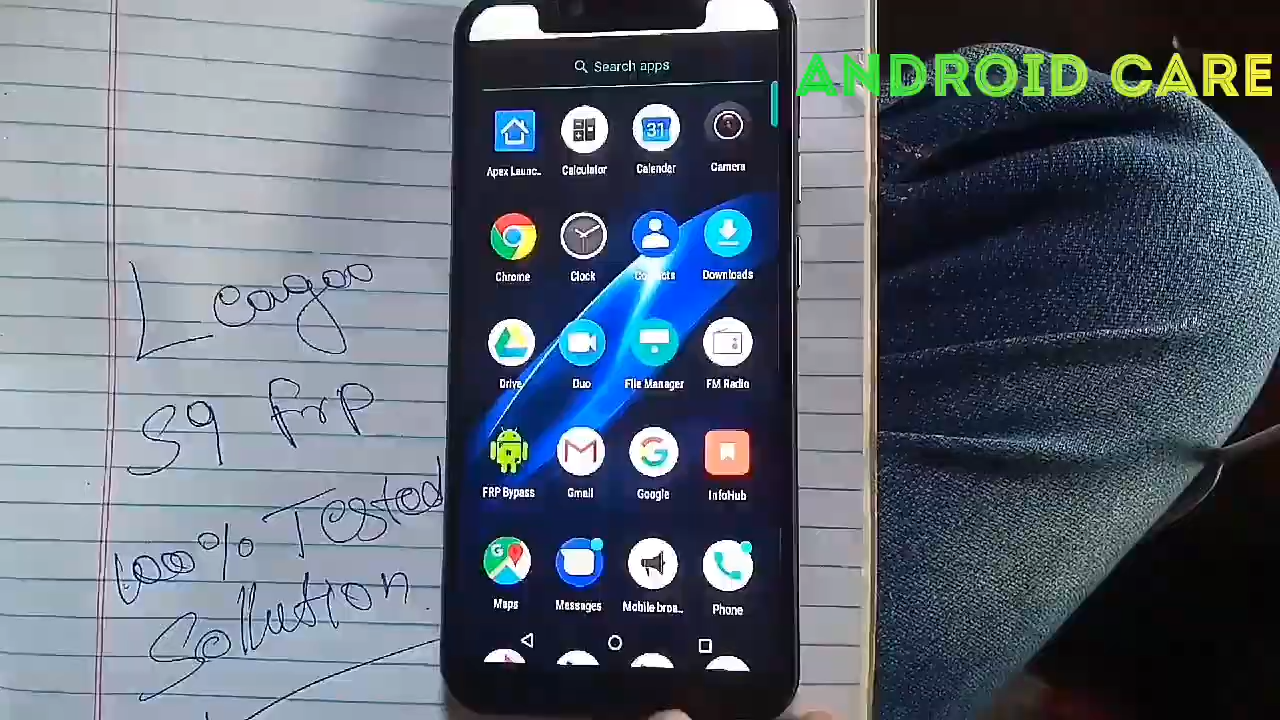 ANDROID CARE
Search apps
Apex Launc.. Calculator Calendar Camera
31
Chrome Clock Contacts Downloads
Drive Duo File Manager FM Radio
FRP Bypass Gmail Google InfoHub
Maps Messages Mobile broa.. Phone
Leagoo
S9 frp
100% Tested
Sollution